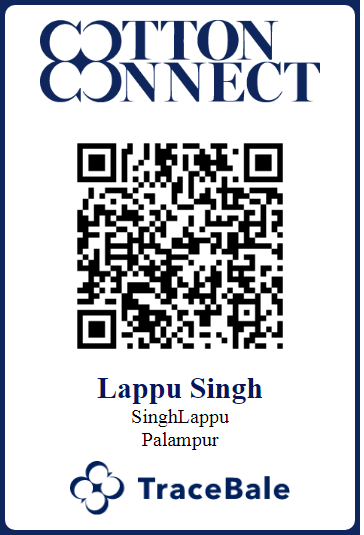 COTTON
CONNECT
Lappu Singh
SinghLappu
Palampur
TraceBale